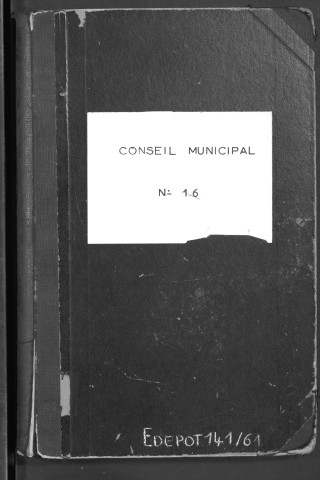 CONSEIL MUNICIPAL
N° 16
EDEPOT 141/61